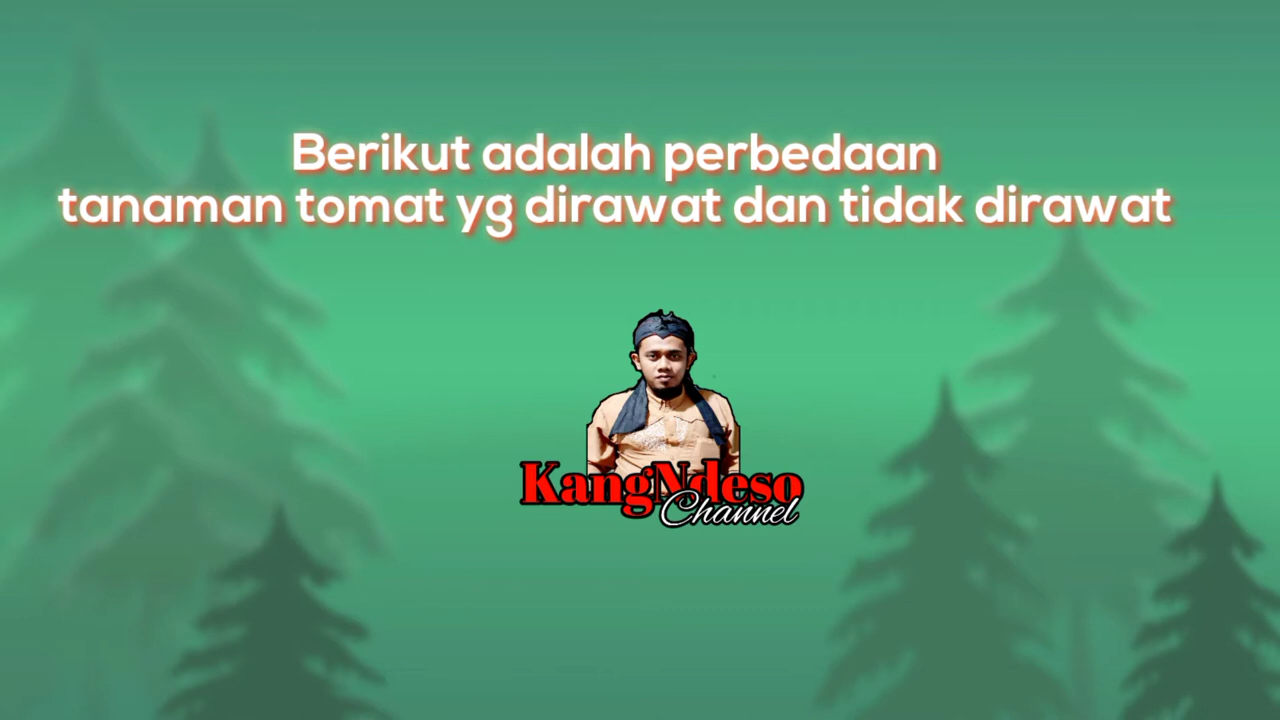 Berikut adalah perbedaan
tanaman tomat yg dirawat dan tidak dirawat
KangNdeso
Channel